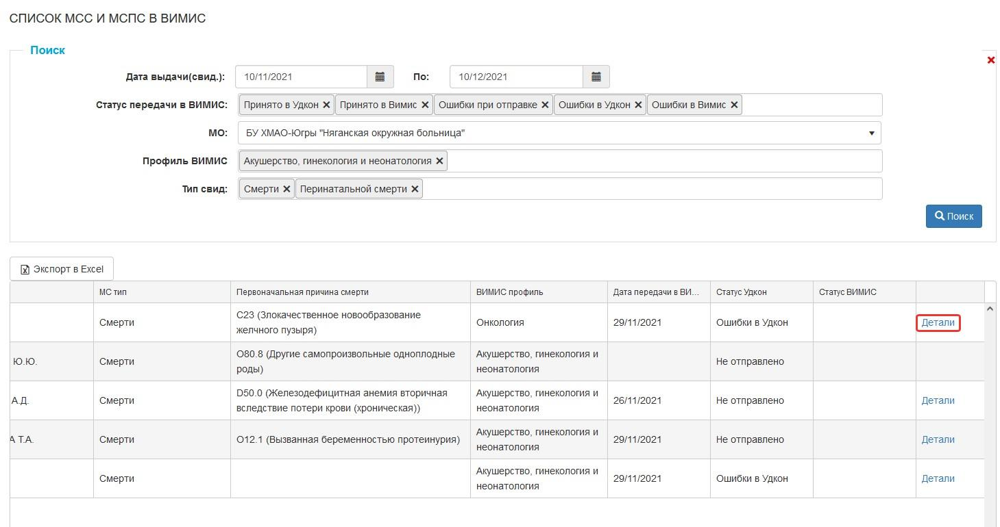 СПИСОК МСС И МСПС В ВИМИС
Поиск
Дата выдачи(свид.): 10/11/2021 По: 10/12/2021
Статус передачи в ВИМИС: Принято в Удкон Принято в Вимис Ошибки при отправке Ошибки в Удкон Ошибки в Вимис
МО: БУ ХМАО-Югры "Няганская окружная больница"
Профиль ВИМИС Акушерство, гинекология и неонатология
Тип свид: Смерти Перинатальной смерти
Поиск
Экспорт в Excel
МС тип Первоначальная причина смерти ВИМИС профиль Дата передачи в ВИ... Статус Удкон Статус ВИМИС
Смерти C23 (Злокачественное новообразование Онкология 29/11/2021 Ошибки в Удкон Детали
желчного пузыря)
Ю.Ю. Смерти O80.8 (Другие самопроизвольные одноплодные Акушерство, гинекология и Не отправлено
роды) неонатология
А.Д. Смерти D50.0 (Железодефицитная анемия вторичная Акушерство, гинекология и 26/11/2021 Не отправлено Детали
вследствие потери крови (хроническая)) неонатология
А Т.А. Смерти O12.1 (Вызванная беременностью протеинурия) Акушерство, гинекология и 29/11/2021 Не отправлено Детали
неонатология
Смерти Акушерство, гинекология и 29/11/2021 Ошибки в Удкон Детали
неонатология